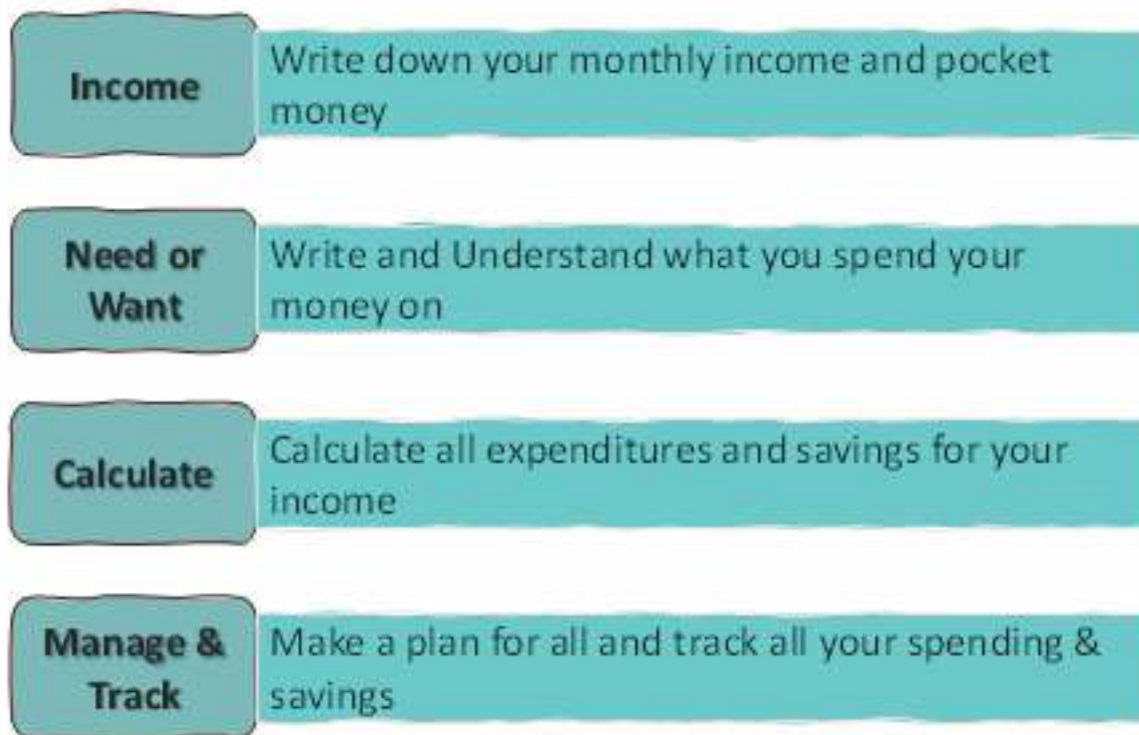 Income
Write down your monthly income and pocket
money
Need or
Want
Write and Understand what you spend your
money on
Calculate
Calculate all expenditures and savings for your
income
Manage &
Track
Make a plan for all and track all your spending &
savings